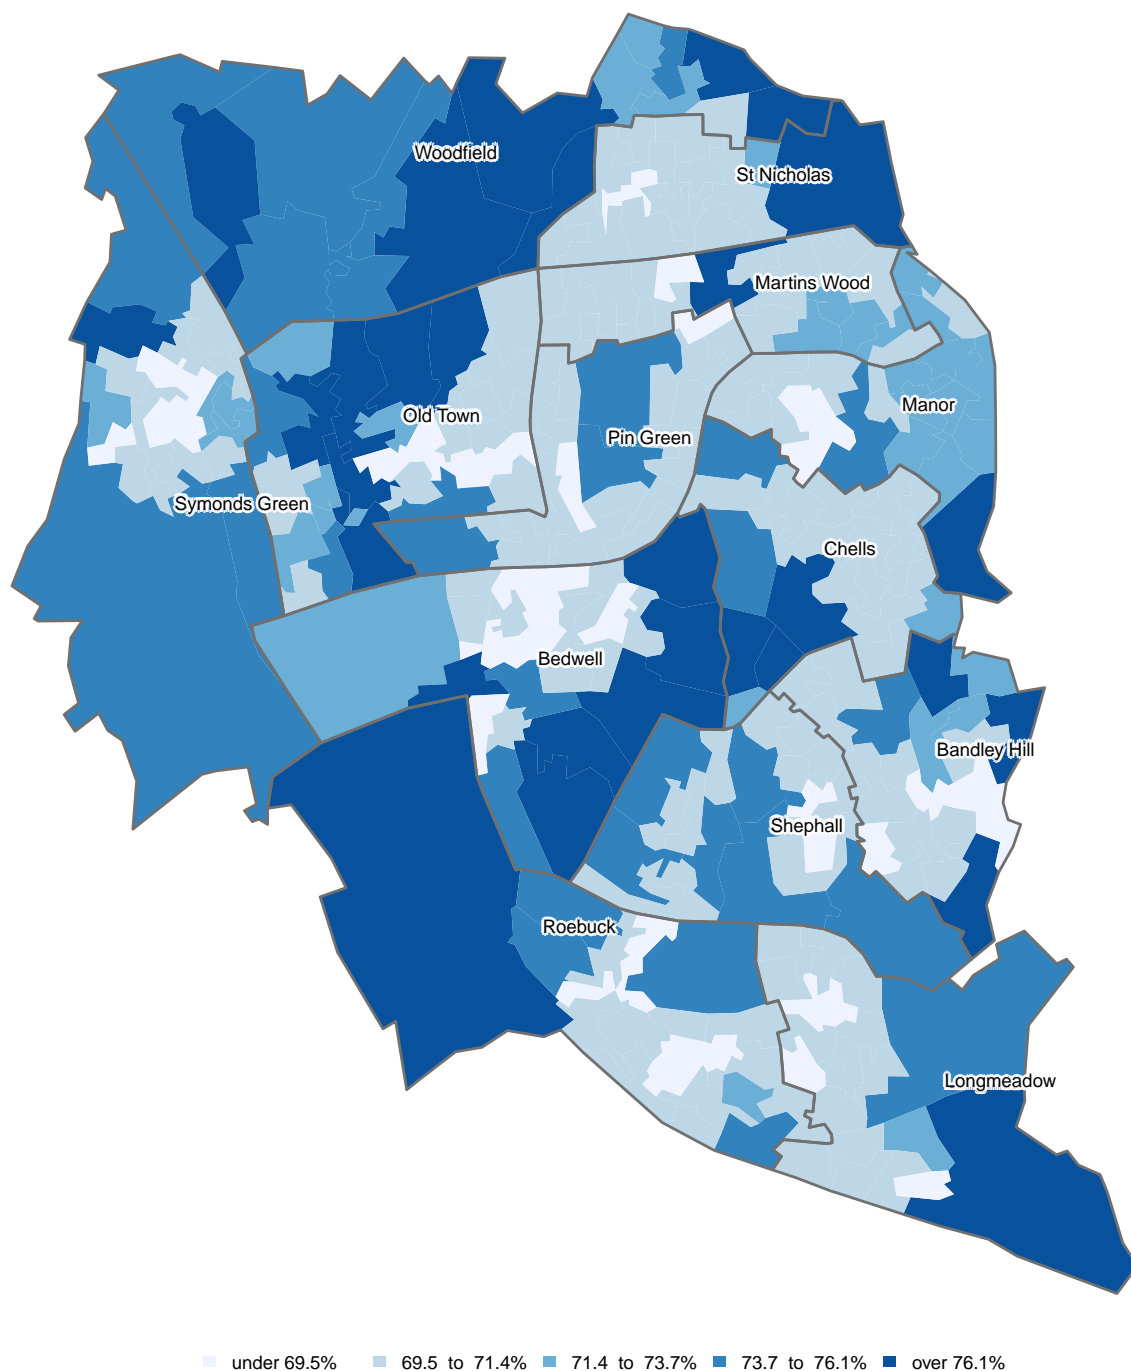 Woodfield
St Nicholas
Martins Wood
Manor
Old Town
Pin Green
Symonds Green
Chells
Bedwell
Bandley Hill
Shephall
Roebuck
Longmeadow
under 69.5% 69.5 to 71.4% 71.4 to 73.7% 73.7 to 76.1% over 76.1%